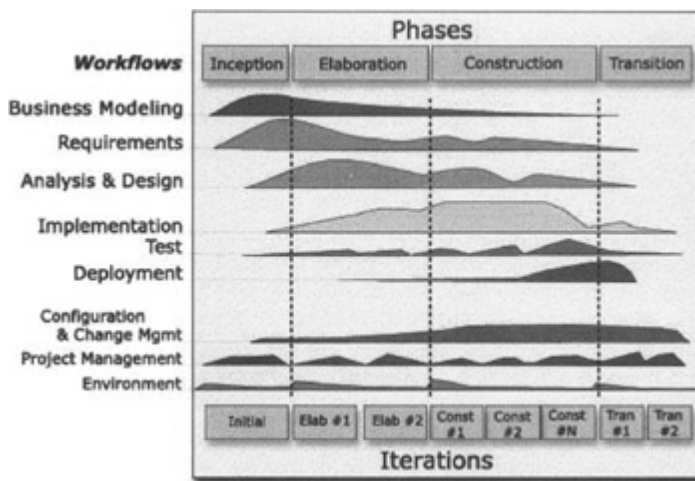 Phases
Workflows
Inception
Elaboration
Construction
Transition
Business Modeling
Requirements
Analysis & Design
Implementation
Test
Deployment
Configuration
& Change Mgmt
Project Management
Environment
Initial
Elab #1
Elab #2
Const
#1
Const
#2
Const
#N
Tran
#1
Tran
#2
Iterations